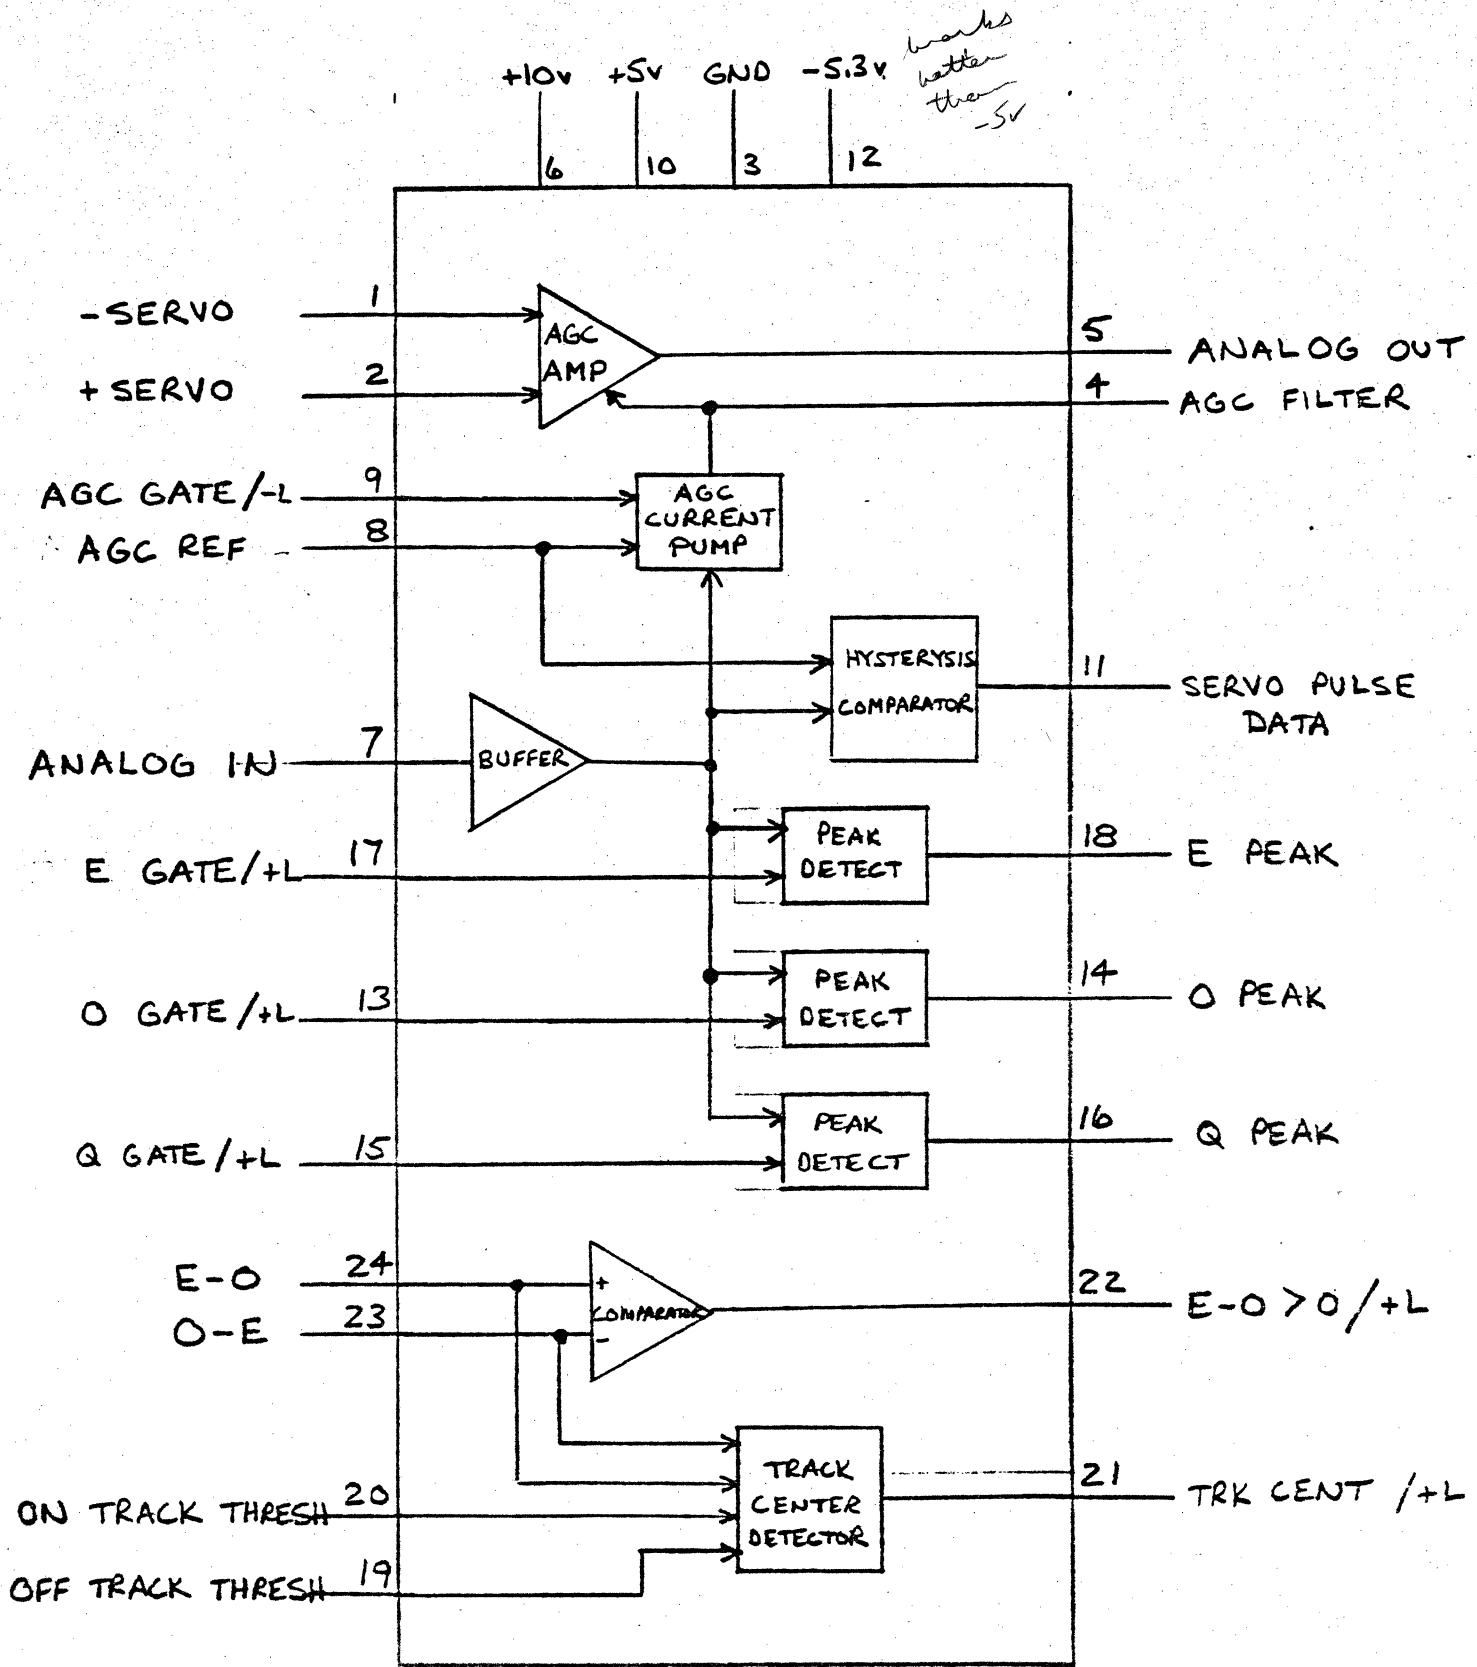 works
better
than
-5v
+10v +5v GND -5.3v
6 10 3 12
-SERVO 1
+SERVO 2
AGC
AMP
5 ANALOG OUT
4 AGC FILTER
AGC GATE/-L 9
AGC REF 8
AGC
CURRENT
PUMP
HYSTERYSIS
COMPARATOR
11 SERVO PULSE
DATA
ANALOG IN 7
BUFFER
E GATE/+L 17
PEAK
DETECT
18 E PEAK
O GATE/+L 13
PEAK
DETECT
14 O PEAK
Q GATE/+L 15
PEAK
DETECT
16 Q PEAK
E-O 24
O-E 23
+
COMPARATOR
-
22 E-O>O/+L
ON TRACK THRESH 20
OFF TRACK THRESH 19
TRACK
CENTER
DETECTOR
21 TRK CENT /+L